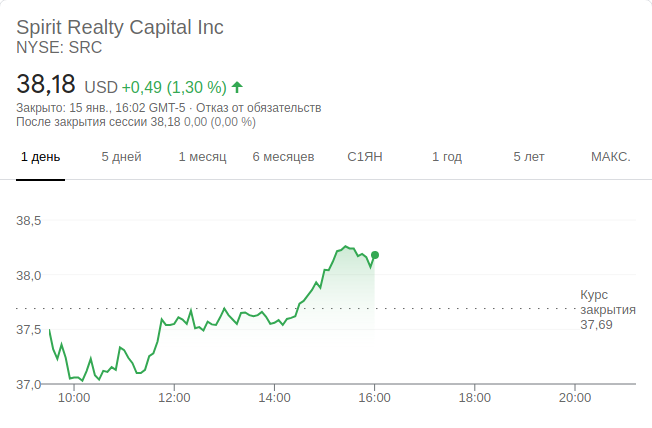 Spirit Realty Capital Inc
NYSE: SRC
38,18 USD +0,49 (1,30 %)
Закрыто: 15 янв., 16:02 GMT-5 · Отказ от обязательств
После закрытия сессии 38,18 0,00 (0,00 %)
1 день 5 дней 1 месяц 6 месяцев С1ЯН 1 год 5 лет МАКС.
38,5
38,0
37,5
37,0
Курс
закрытия
37,69
10:00 12:00 14:00 16:00 18:00 20:00